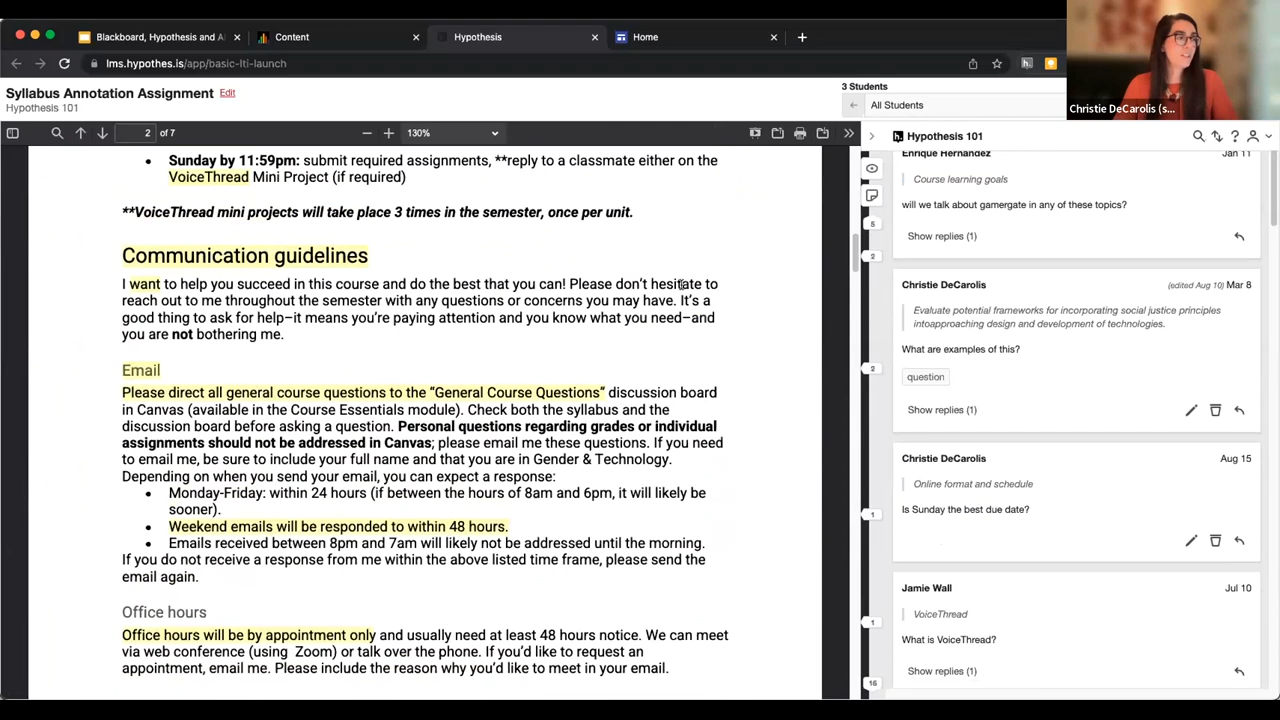 Blackboard, Hypothesis and A
Content
Hypothesis
Home
lms.hypothes.is/app/basic-lti-launch
Christie DeCarolis (s...
Syllabus Annotation Assignment Edit
Hypothesis 101
3 Students
All Students
2 of 7
130%
Sunday by 11:59pm: submit required assignments, **reply to a classmate either on the
VoiceThread Mini Project (if required)
**VoiceThread mini projects will take place 3 times in the semester, once per unit.
Communication guidelines
I want to help you succeed in this course and do the best that you can! Please don't hesitate to
reach out to me throughout the semester with any questions or concerns you may have. It's a
good thing to ask for help–it means you're paying attention and you know what you need–and
you are not bothering me.
Email
Please direct all general course questions to the “General Course Questions” discussion board
in Canvas (available in the Course Essentials module). Check both the syllabus and the
discussion board before asking a question. Personal questions regarding grades or individual
assignments should not be addressed in Canvas; please email me these questions. If you need
to email me, be sure to include your full name and that you are in Gender & Technology.
Depending on when you send your email, you can expect a response:
Monday-Friday: within 24 hours (if between the hours of 8am and 6pm, it will likely be
sooner).
Weekend emails will be responded to within 48 hours.
Emails received between 8pm and 7am will likely not be addressed until the morning.
If you do not receive a response from me within the above listed time frame, please send the
email again.
Office hours
Office hours will be by appointment only and usually need at least 48 hours notice. We can meet
via web conference (using Zoom) or talk over the phone. If you'd like to request an
appointment, email me. Please include the reason why you'd like to meet in your email.
5
2
2
1
1
16
Hypothesis 101
Enrique Hernandez Jan 11
Course learning goals
will we talk about gamergate in any of these topics?
Show replies (1)
Christie DeCarolis (edited Aug 10) Mar 8
Evaluate potential frameworks for incorporating social justice principles
intoapproaching design and development of technologies.
What are examples of this?
question
Show replies (1)
Christie DeCarolis Aug 15
Online format and schedule
Is Sunday the best due date?
Jamie Wall Jul 10
VoiceThread
What is VoiceThread?
Show replies (1)